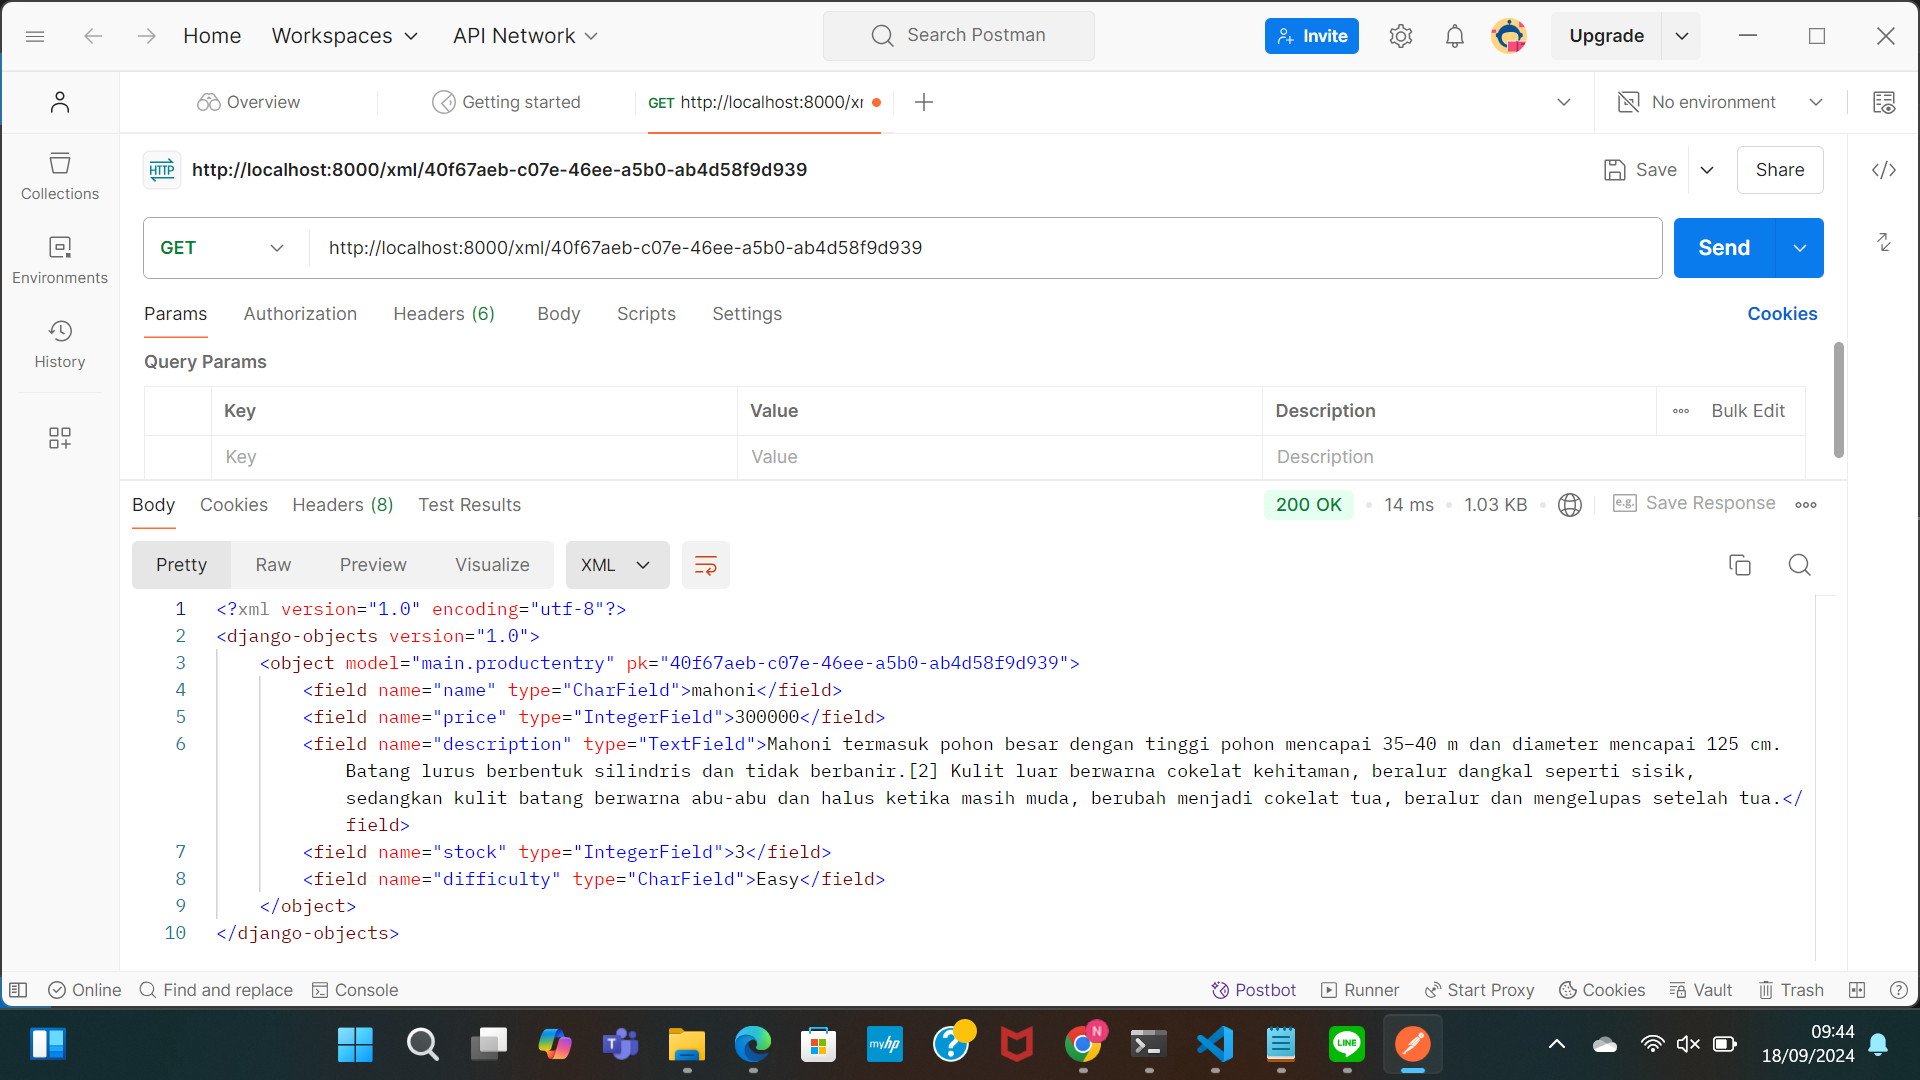 Home
Workspaces
API Network
Search Postman
Invite
Upgrade
Overview
Getting started
GET http://localhost:8000/xr
No environment
HTTP
http://localhost:8000/xml/40f67aeb-c07e-46ee-a5b0-ab4d58f9d939
Save
Share
Collections
Environments
History
GET
http://localhost:8000/xml/40f67aeb-c07e-46ee-a5b0-ab4d58f9d939
Send
Params Authorization Headers (6) Body Scripts Settings
Cookies
Query Params
Key Value Description Bulk Edit
Key Value Description
Body Cookies Headers (8) Test Results
200 OK 14 ms 1.03 KB
e.g. Save Response
Pretty Raw Preview Visualize XML
1 <?xml version="1.0" encoding="utf-8"?>
2 <django-objects version="1.0">
3 <object model="main.productentry" pk="40f67aeb-c07e-46ee-a5b0-ab4d58f9d939">
4 <field name="name" type="CharField">mahoni</field>
5 <field name="price" type="IntegerField">300000</field>
6 <field name="description" type="TextField">Mahoni termasuk pohon besar dengan tinggi pohon mencapai 35–40 m dan diameter mencapai 125 cm.
Batang lurus berbentuk silindris dan tidak berbanir.[2] Kulit luar berwarna cokelat kehitaman, beralur dangkal seperti sisik,
sedangkan kulit batang berwarna abu-abu dan halus ketika masih muda, berubah menjadi cokelat tua, beralur dan mengelupas setelah tua.</
field>
7 <field name="stock" type="IntegerField">3</field>
8 <field name="difficulty" type="CharField">Easy</field>
9 </object>
10 </django-objects>
Online
Find and replace
Console
Postbot
Runner
Start Proxy
Cookies
Vault
Trash
myhp
N
LINE
09:44
18/09/2024